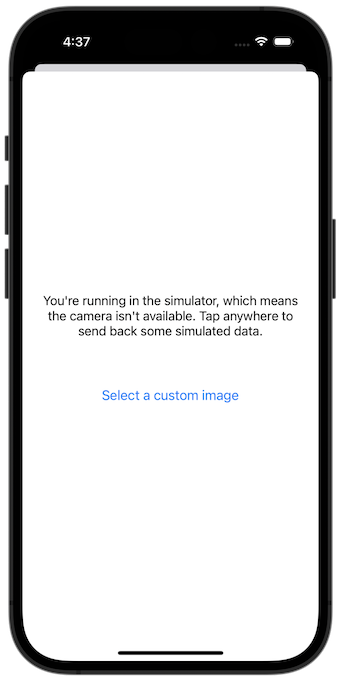 4:37
You're running in the simulator, which means
the camera isn't available. Tap anywhere to
send back some simulated data.
Select a custom image